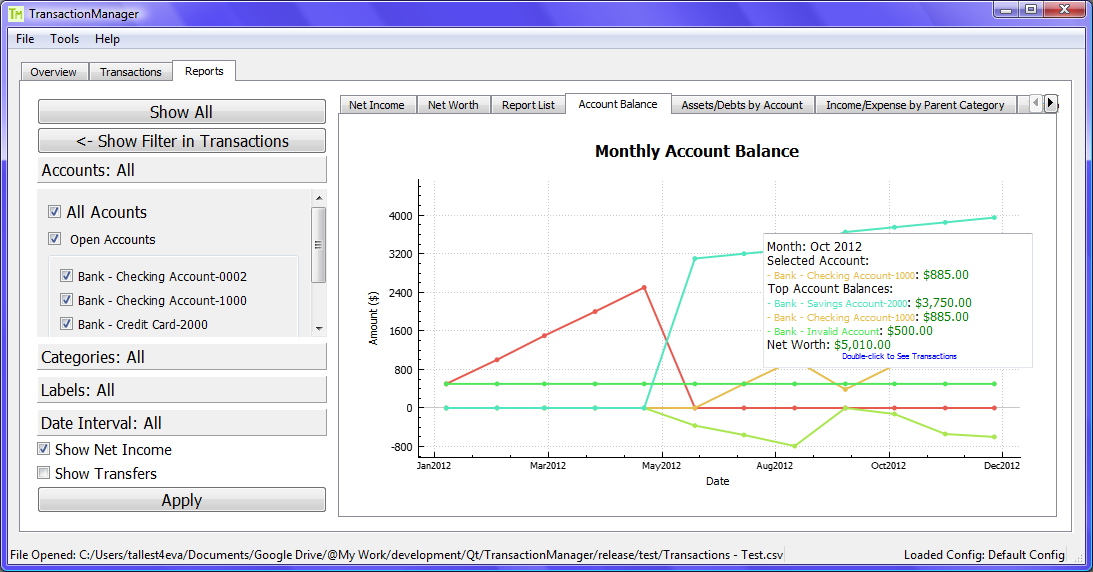 TM TransactionManager
File Tools Help
Overview Transactions Reports
Show All
<- Show Filter in Transactions
Accounts: All
All Acounts
Open Accounts
Bank - Checking Account-0002
Bank - Checking Account-1000
Bank - Credit Card-2000
Categories: All
Labels: All
Date Interval: All
Show Net Income
Show Transfers
Apply
Net Income Net Worth Report List Account Balance Assets/Debts by Account Income/Expense by Parent Category
Monthly Account Balance
Amount ($)
4000
3200
2400
1600
800
0
-800
Jan2012 Mar2012 May2012 Aug2012 Oct2012 Dec2012
Date
Month: Oct 2012
Selected Account:
- Bank - Checking Account-1000: $885.00
Top Account Balances:
- Bank - Savings Account-2000: $3,750.00
- Bank - Checking Account-1000: $885.00
- Bank - Invalid Account: $500.00
Net Worth: $5,010.00
Double-click to See Transactions
File Opened: C:/Users/tallest4eva/Documents/Google Drive/@My Work/development/Qt/TransactionManager/release/test/Transactions - Test.csv
Loaded Config: Default Config